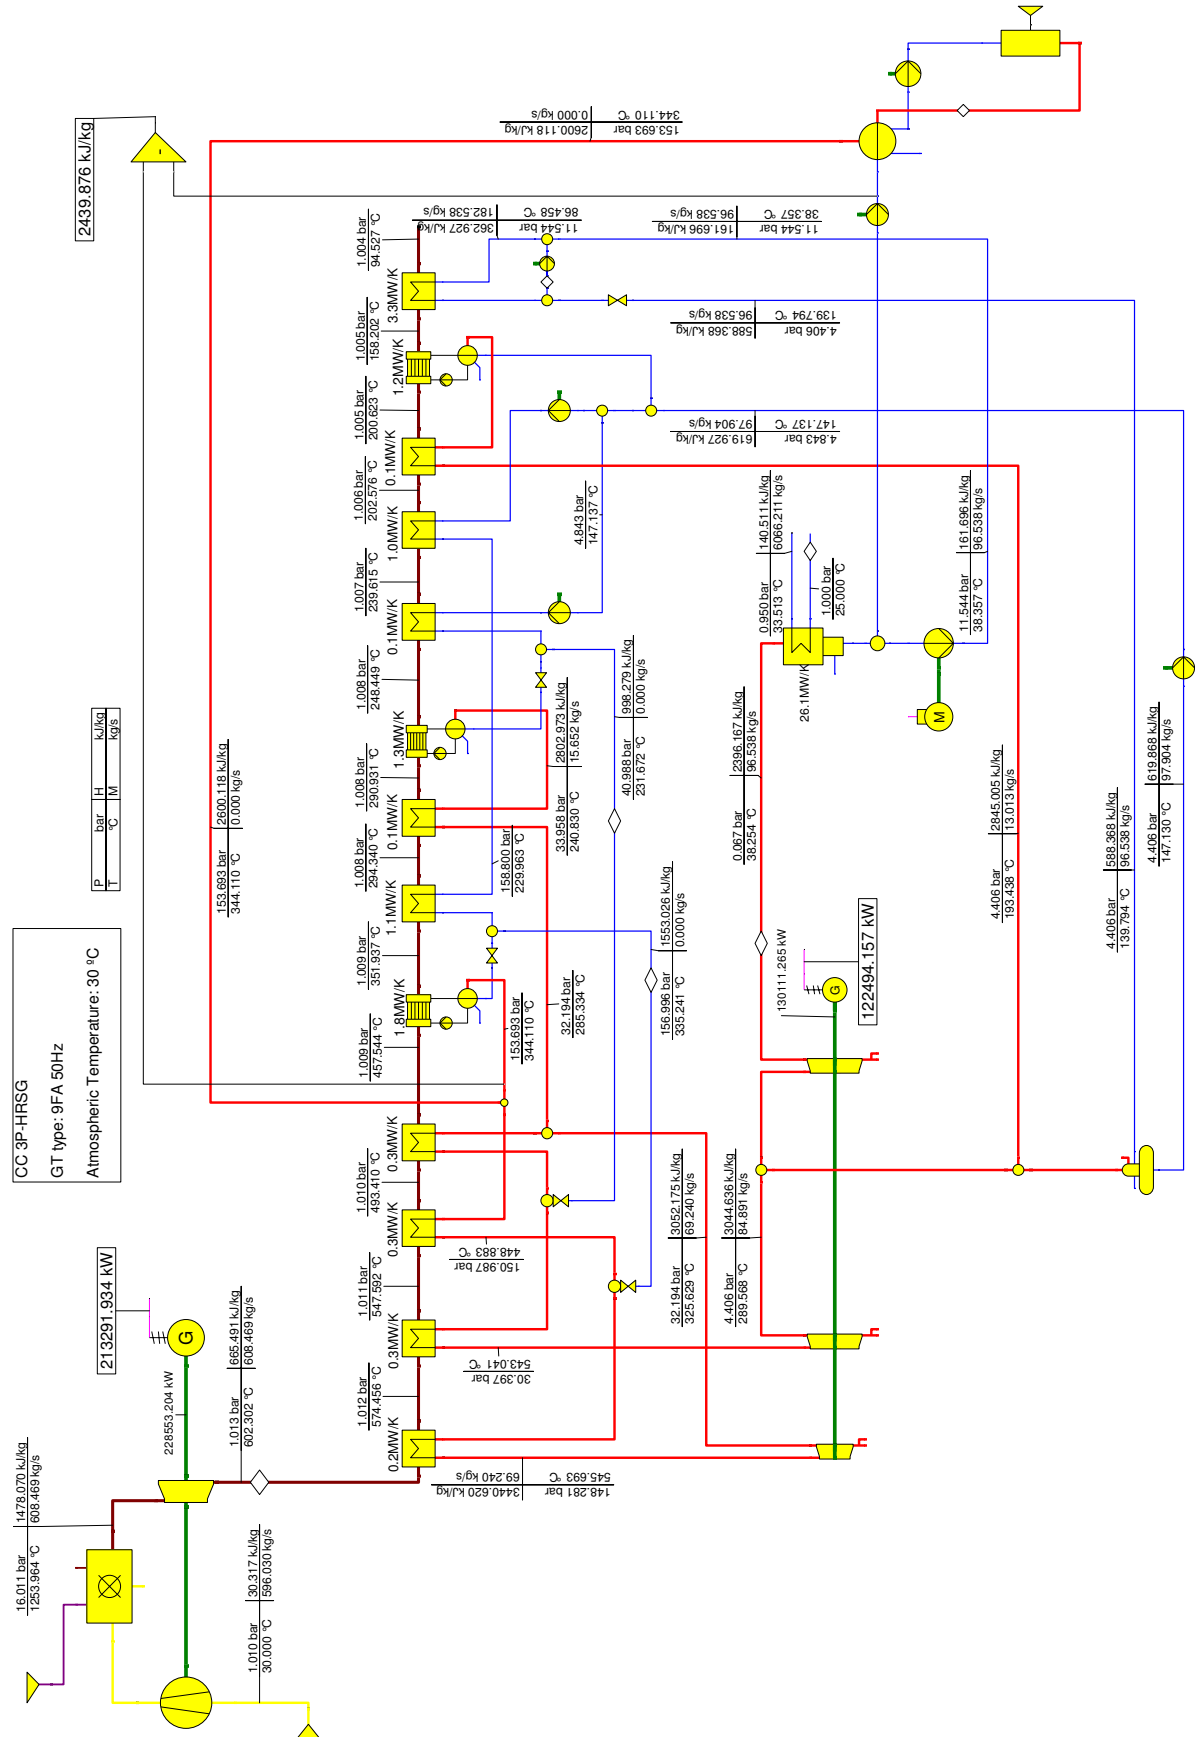 CC 3P-HRSG
GT type: 9FA 50Hz
Atmospheric Temperature: 30 ºC
P bar H kJ/kg
T °C M kg/s
2439.876 kJ/kg
153.693 bar 2600.118 kJ/kg
344.110 °C 0.000 kg/s
11.544 bar 362.927 kJ/kg
86.458 °C 182.538 kg/s
11.544 bar 161.696 kJ/kg
38.357 °C 96.538 kg/s
1.004 bar
94.527 °C
3.3MW/K
1.005 bar
158.202 °C
1.2MW/K
4.406 bar 588.368 kJ/kg
139.794 °C 96.538 kg/s
1.005 bar
200.623 °C
0.1MW/K
4.843 bar 619.927 kJ/kg
147.137 °C 97.904 kg/s
1.006 bar
202.576 °C
1.0MW/K
4.843 bar
147.137 °C
0.950 bar 140.511 kJ/kg
33.513 °C 6066.211 kg/s
1.000 bar
25.000 °C
11.544 bar 161.696 kJ/kg
38.357 °C 96.538 kg/s
1.007 bar
239.615 °C
0.1MW/K
1.008 bar
248.449 °C
1.3MW/K
26.1MW/K
M
1.008 bar
290.931 °C
0.1MW/K
33.958 bar 2802.973 kJ/kg
240.830 °C 15.652 kg/s
40.988 bar 998.279 kJ/kg
231.672 °C 0.000 kg/s
0.067 bar 2396.167 kJ/kg
38.254 °C 96.538 kg/s
4.406 bar 2845.005 kJ/kg
193.438 °C 13.013 kg/s
4.406 bar 588.368 kJ/kg
139.794 °C 96.538 kg/s
4.406 bar 619.868 kJ/kg
147.130 °C 97.904 kg/s
153.693 bar 2600.118 kJ/kg
344.110 °C 0.000 kg/s
1.008 bar
294.340 °C
1.1MW/K
158.800 bar
229.963 °C
1.009 bar
351.937 °C
1.8MW/K
1.009 bar
457.544 °C
153.693 bar
344.110 °C
32.194 bar
285.334 °C
156.996 bar 1553.026 kJ/kg
335.241 °C 0.000 kg/s
130111.265 kW
G
122494.157 kW
0.3MW/K
1.010 bar
493.410 °C
0.3MW/K
150.987 bar
448.883 °C
1.011 bar
547.592 °C
0.3MW/K
30.397 bar
543.041 °C
32.194 bar 3052.175 kJ/kg
325.629 °C 69.240 kg/s
4.406 bar 3044.636 kJ/kg
289.568 °C 84.891 kg/s
1.012 bar
574.456 °C
0.2MW/K
148.281 bar 3440.620 kJ/kg
545.693 °C 69.240 kg/s
213291.934 kW
G
228553.204 kW
1.013 bar 665.491 kJ/kg
602.302 °C 608.469 kg/s
16.011 bar 1478.070 kJ/kg
1253.964 °C 608.469 kg/s
1.010 bar 30.317 kJ/kg
30.000 °C 596.030 kg/s